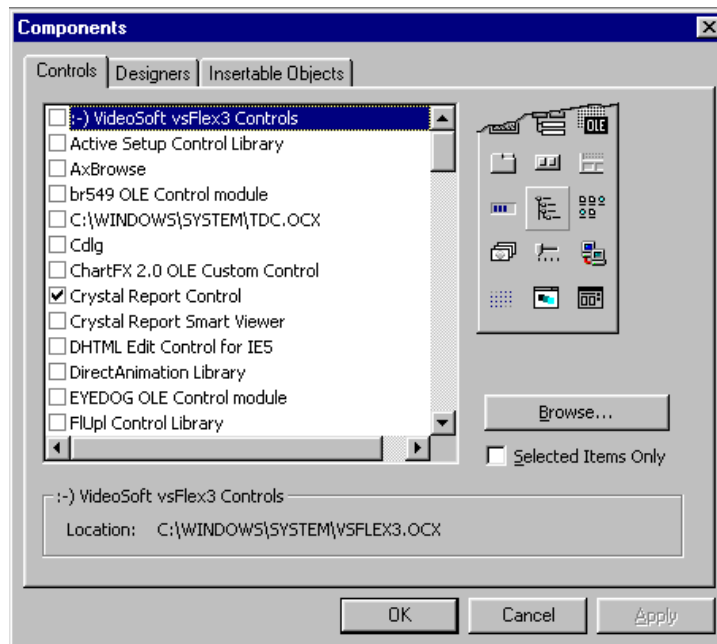 Components
Controls Designers Insertable Objects
:-) VideoSoft vsFlex3 Controls
Active Setup Control Library
AxBrowse
br549 OLE Control module
C:\WINDOWS\SYSTEM\TDC.OCX
Cdlg
ChartFX 2.0 OLE Custom Control
Crystal Report Control
Crystal Report Smart Viewer
DHTML Edit Control for IE5
DirectAnimation Library
EYEDOG OLE Control module
FlUpl Control Library
OLE
Browse...
Selected Items Only
:-) VideoSoft vsFlex3 Controls
Location: C:\WINDOWS\SYSTEM\VSFLEX3.OCX
OK Cancel Apply